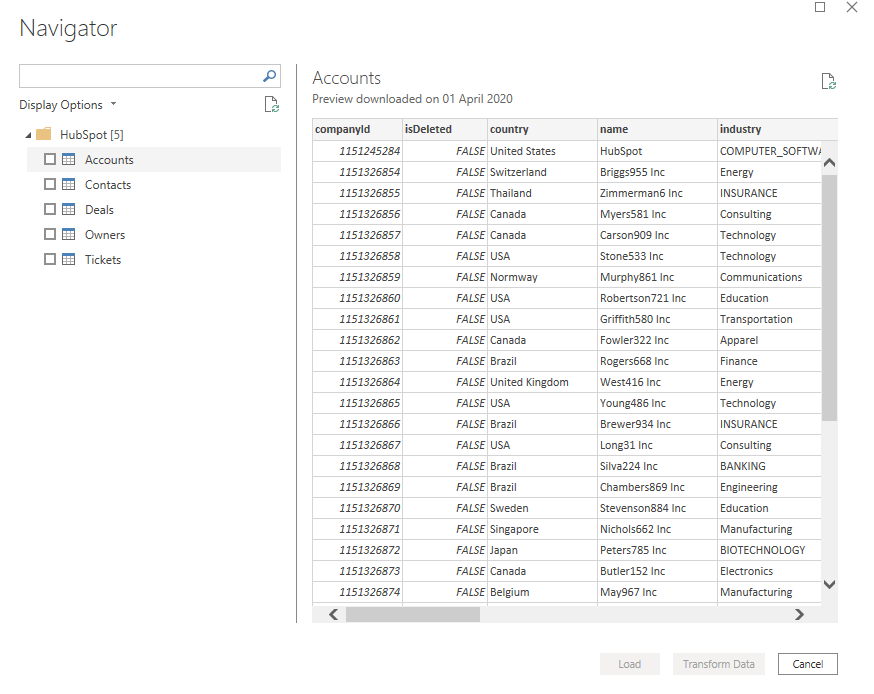 Navigator
Display Options
HubSpot [5]
Accounts
Contacts
Deals
Owners
Tickets
Accounts
Preview downloaded on 01 April 2020
companyId isDeleted country name industry
1151245284 FALSE United States HubSpot COMPUTER_SOFTWA
1151326854 FALSE Switzerland Briggs955 Inc Energy
1151326855 FALSE Thailand Zimmerman6 Inc INSURANCE
1151326856 FALSE Canada Myers581 Inc Consulting
1151326857 FALSE Canada Carson909 Inc Technology
1151326858 FALSE USA Stone533 Inc Technology
1151326859 FALSE Normway Murphy861 Inc Communications
1151326860 FALSE USA Robertson721 Inc Education
1151326861 FALSE USA Griffith580 Inc Transportation
1151326862 FALSE Canada Fowler322 Inc Apparel
1151326863 FALSE Brazil Rogers668 Inc Finance
1151326864 FALSE United Kingdom West416 Inc Energy
1151326865 FALSE USA Young486 Inc Technology
1151326866 FALSE Brazil Brewer934 Inc INSURANCE
1151326867 FALSE USA Long31 Inc Consulting
1151326868 FALSE Brazil Silva224 Inc BANKING
1151326869 FALSE Brazil Chambers869 Inc Engineering
1151326870 FALSE Sweden Stevenson884 Inc Education
1151326871 FALSE Singapore Nichols662 Inc Manufacturing
1151326872 FALSE Japan Peters785 Inc BIOTECHNOLOGY
1151326873 FALSE Canada Butler152 Inc Electronics
1151326874 FALSE Belgium May967 Inc Manufacturing
Load
Transform Data
Cancel